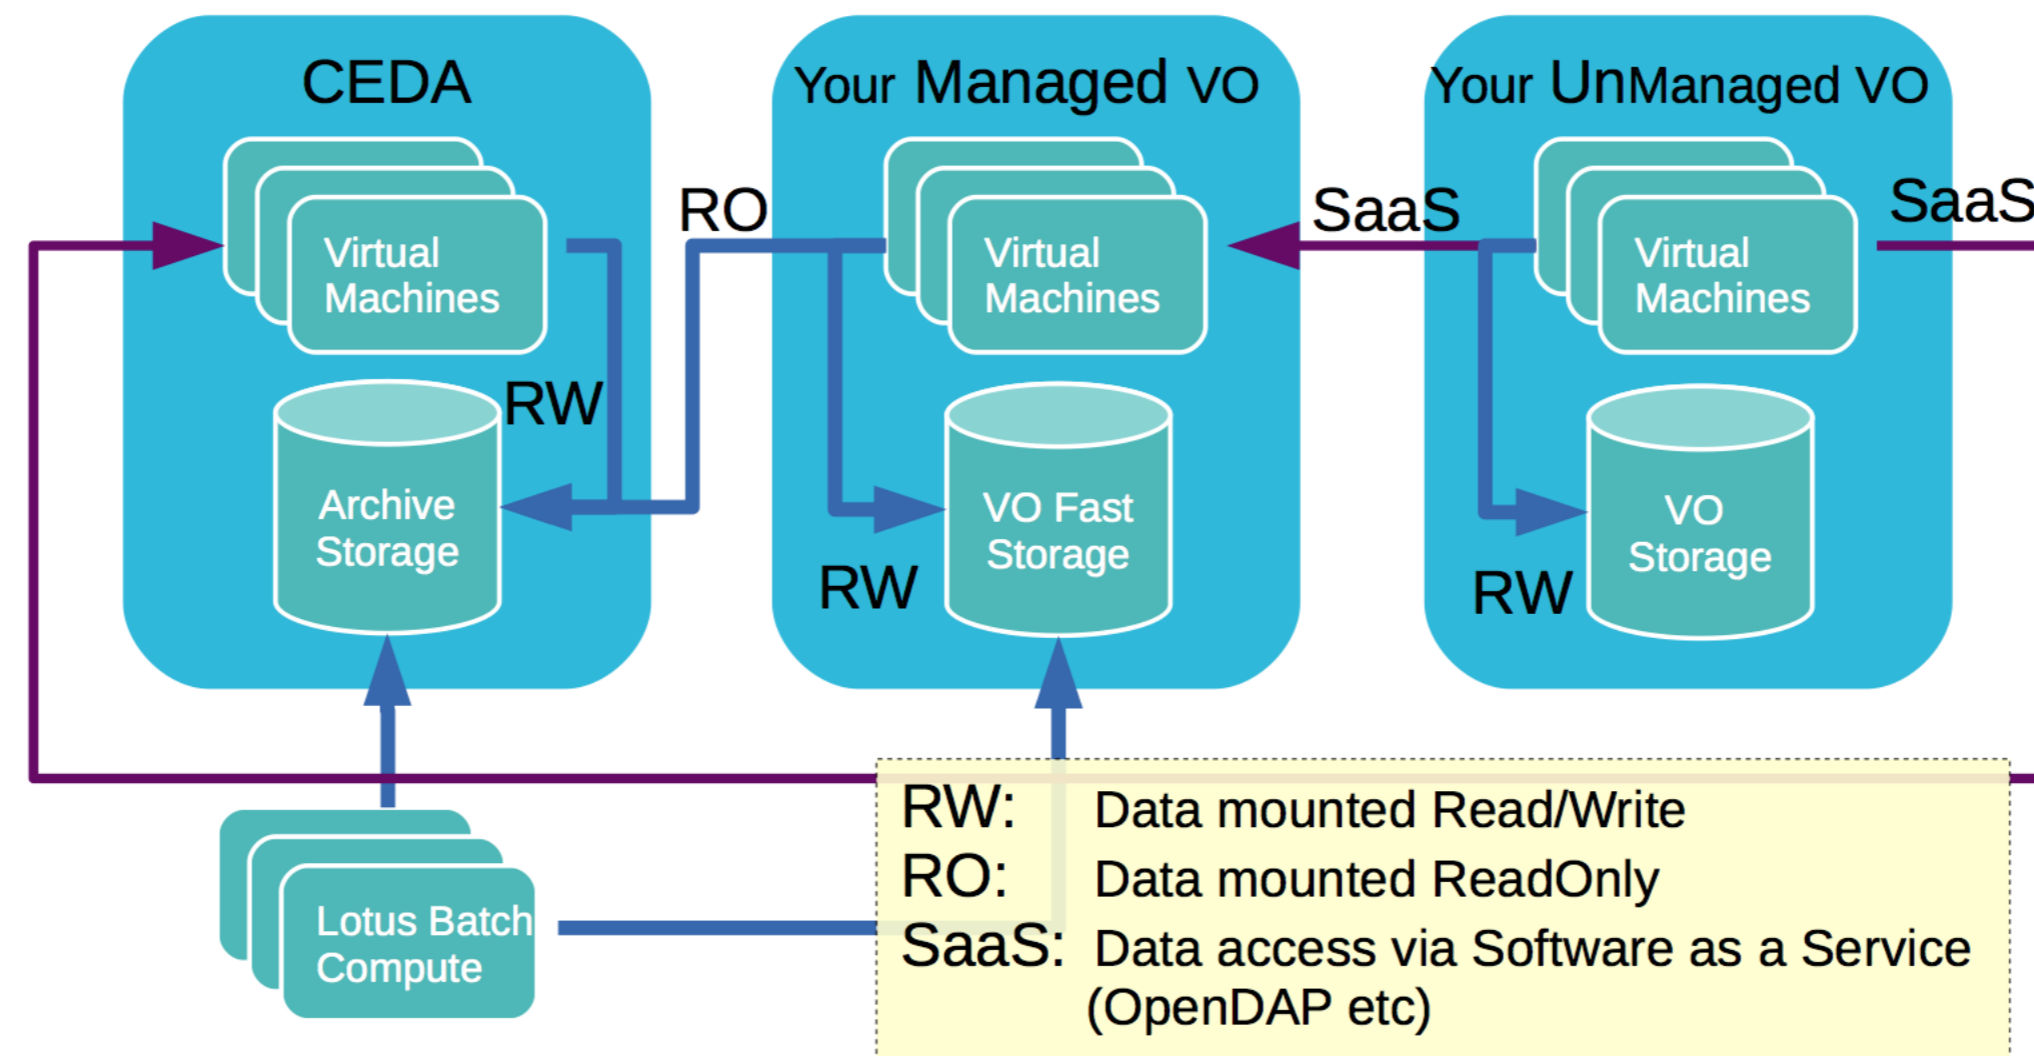 CEDA
Your Managed VO
Your UnManaged VO
Virtual
Machines
RO
Virtual
Machines
SaaS
Virtual
Machines
SaaS
RW
Archive
Storage
VO Fast
Storage
RW
VO
Storage
RW
Lotus Batch
Compute
RW: Data mounted Read/Write
RO: Data mounted ReadOnly
SaaS: Data access via Software as a Service
(OpenDAP etc)